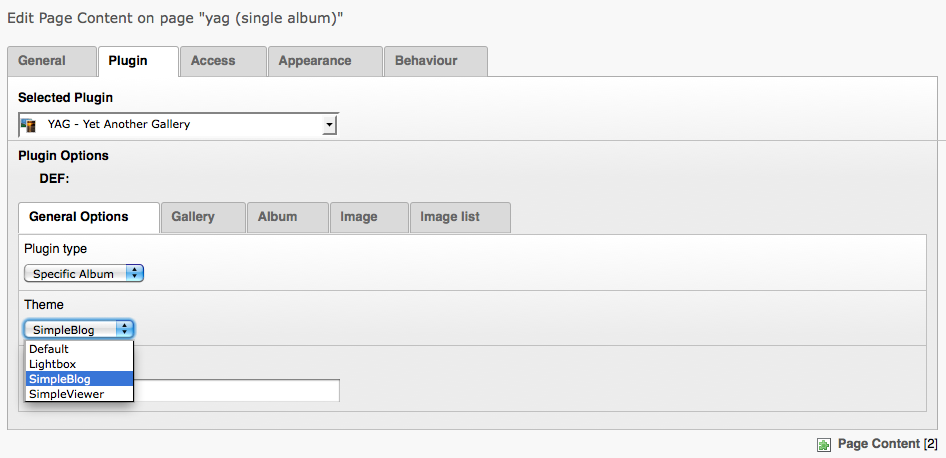 Edit Page Content on page "yag (single album)"
General Plugin Access Appearance Behaviour
Selected Plugin
YAG - Yet Another Gallery
Plugin Options
DEF:
General Options Gallery Album Image Image list
Plugin type
Specific Album
Theme
SimpleBlog
Default
Lightbox
SimpleBlog
SimpleViewer
Page Content [2]